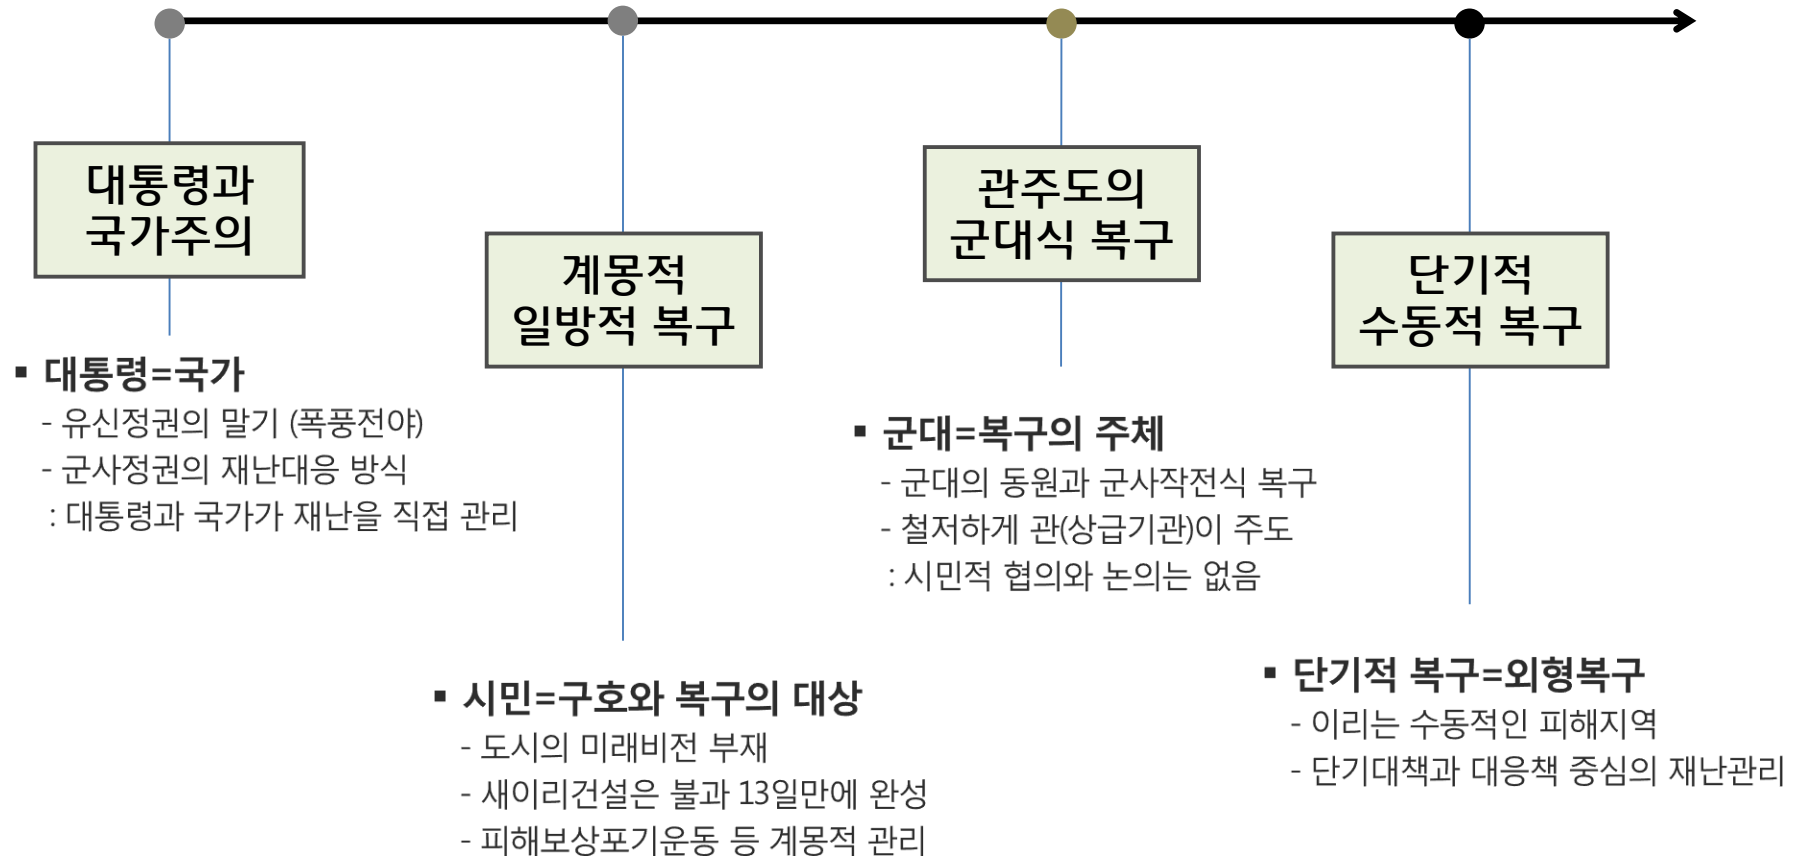 대통령과
국가주의
▪ 대통령=국가
- 유신정권의 말기 (폭풍전야)
- 군사정권의 재난대응 방식
: 대통령과 국가가 재난을 직접 관리
계몽적
일방적 복구
▪ 시민=구호와 복구의 대상
- 도시의 미래비전 부재
- 새이리건설은 불과 13일만에 완성
- 피해보상포기운동 등 계몽적 관리
관주도의
군대식 복구
▪ 군대=복구의 주체
- 군대의 동원과 군사작전식 복구
- 철저하게 관(상급기관)이 주도
: 시민적 협의와 논의는 없음
단기적
수동적 복구
▪ 단기적 복구=외형복구
- 이리는 수동적인 피해지역
- 단기대책과 대응책 중심의 재난관리